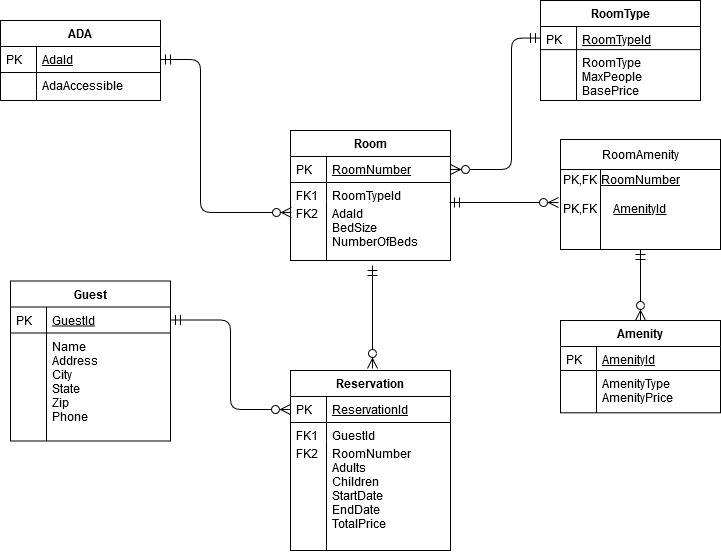 ADA
PK AdaId
AdaAccessible
RoomType
PK RoomTypeId
RoomType
MaxPeople
BasePrice
Room
PK RoomNumber
FK1 RoomTypeId
FK2 AdaId
BedSize
NumberOfBeds
RoomAmenity
PK,FK RoomNumber
PK,FK AmenityId
Guest
PK GuestId
Name
Address
City
State
Zip
Phone
Reservation
PK ReservationId
FK1 GuestId
FK2 RoomNumber
Adults
Children
StartDate
EndDate
TotalPrice
Amenity
PK AmenityId
AmenityType
AmenityPrice